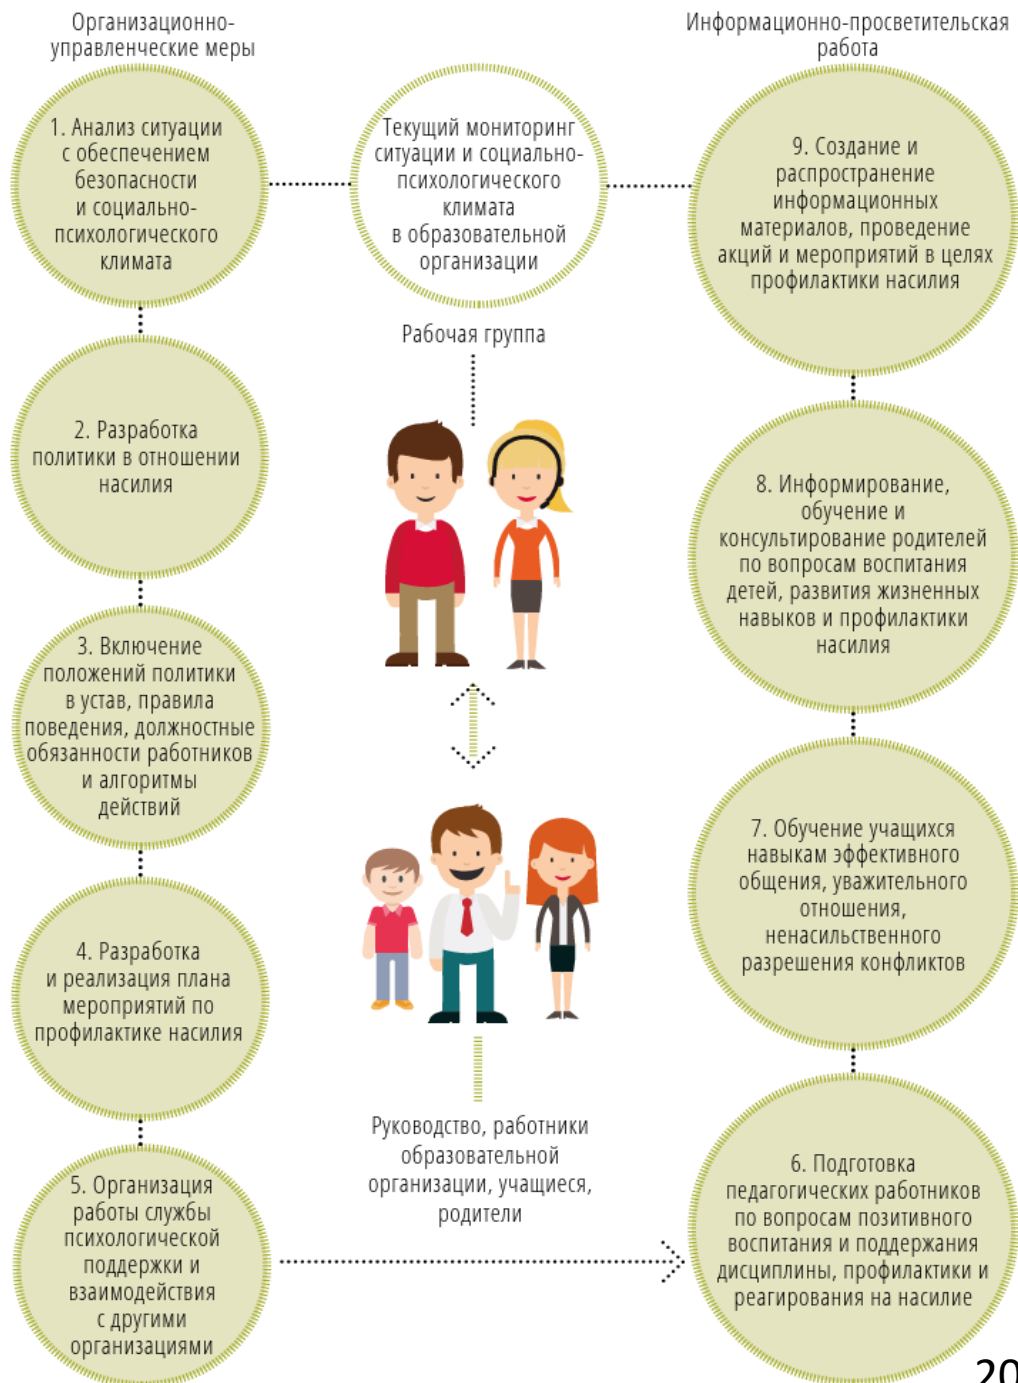 Организационно-
управленческие меры
1. Анализ ситуации
с обеспечением
безопасности
и социально-
психологического
климата
2. Разработка
политики в отношении
насилия
3. Включение
положений политики
в устав, правила
поведения, должностные
обязанности работников
и алгоритмы
действий
4. Разработка
и реализация плана
мероприятий по
профилактике насилия
5. Организация
работы службы
психологической
поддержки и
взаимодействия
с другими
организациями
Текущий мониторинг
ситуации и социально-
психологического
климата
в образовательной
организации
Рабочая группа
Руководство, работники
образовательной
организации, учащиеся,
родители
Информационно-просветительская
работа
9. Создание и
распространение
информационных
материалов, проведение
акций и мероприятий в целях
профилактики насилия
8. Информирование,
обучение и
консультирование родителей
по вопросам воспитания
детей, развития жизненных
навыков и профилактики
насилия
7. Обучение учащихся
навыкам эффективного
общения, уважительного
отношения,
ненасильственного
разрешения конфликтов
6. Подготовка
педагогических работников
по вопросам позитивного
воспитания и поддержания
дисциплины, профилактики и
реагирования на насилие
20